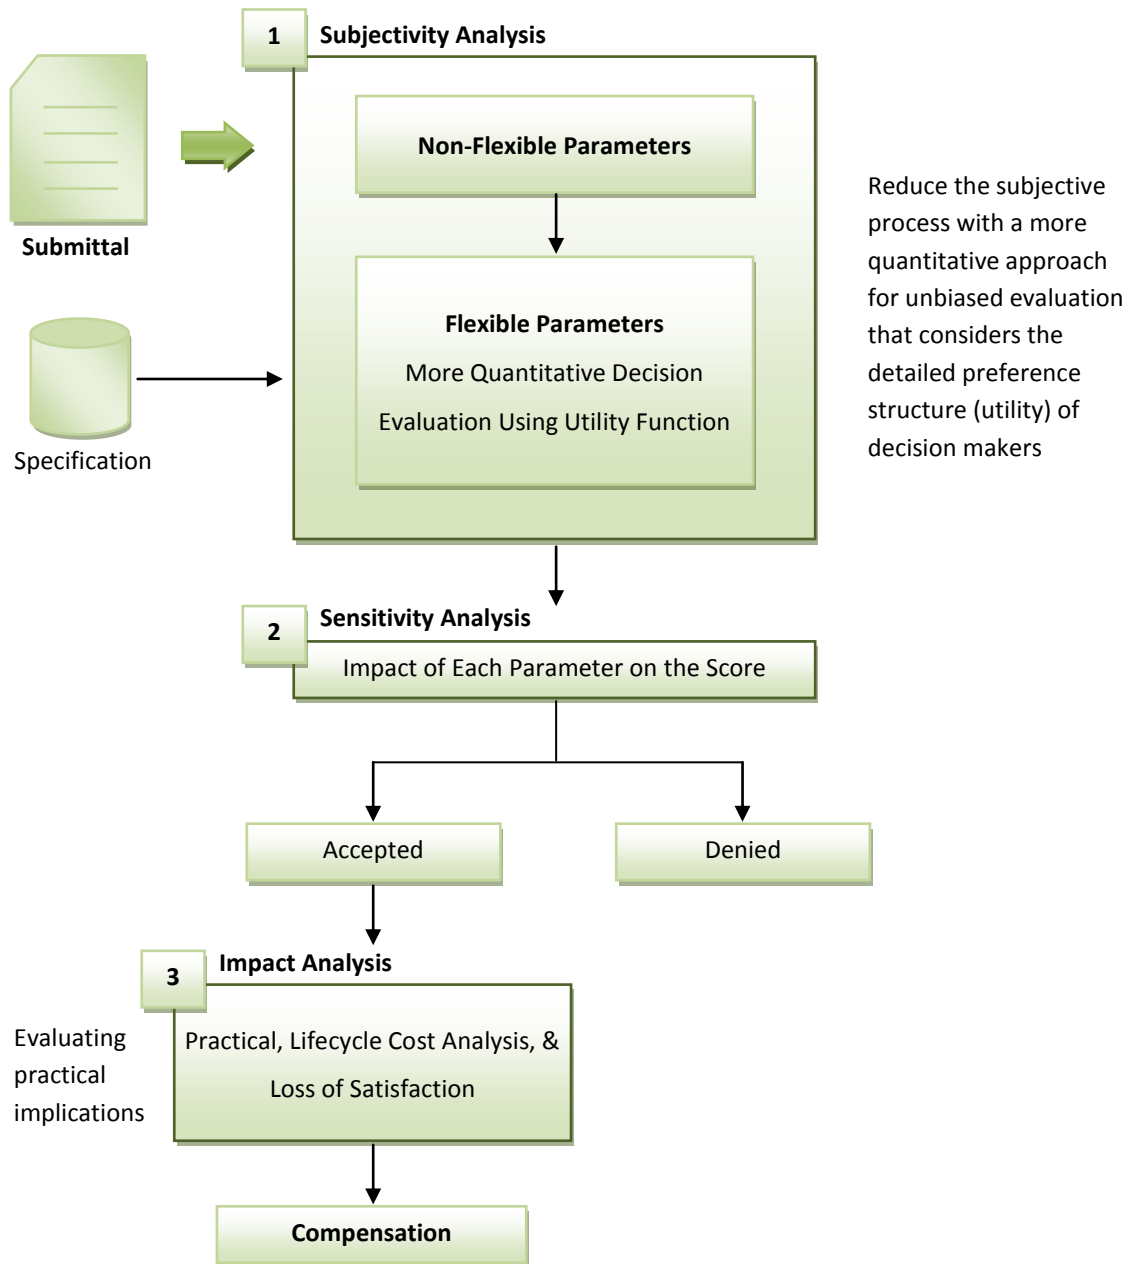 1
Subjectivity Analysis
Submittal
Non-Flexible Parameters
Flexible Parameters
More Quantitative Decision
Evaluation Using Utility Function
Specification
Reduce the subjective
process with a more
quantitative approach
for unbiased evaluation
that considers the
detailed preference
structure (utility) of
decision makers
2
Sensitivity Analysis
Impact of Each Parameter on the Score
Accepted
Denied
3
Impact Analysis
Evaluating
practical
implications
Practical, Lifecycle Cost Analysis, &
Loss of Satisfaction
Compensation